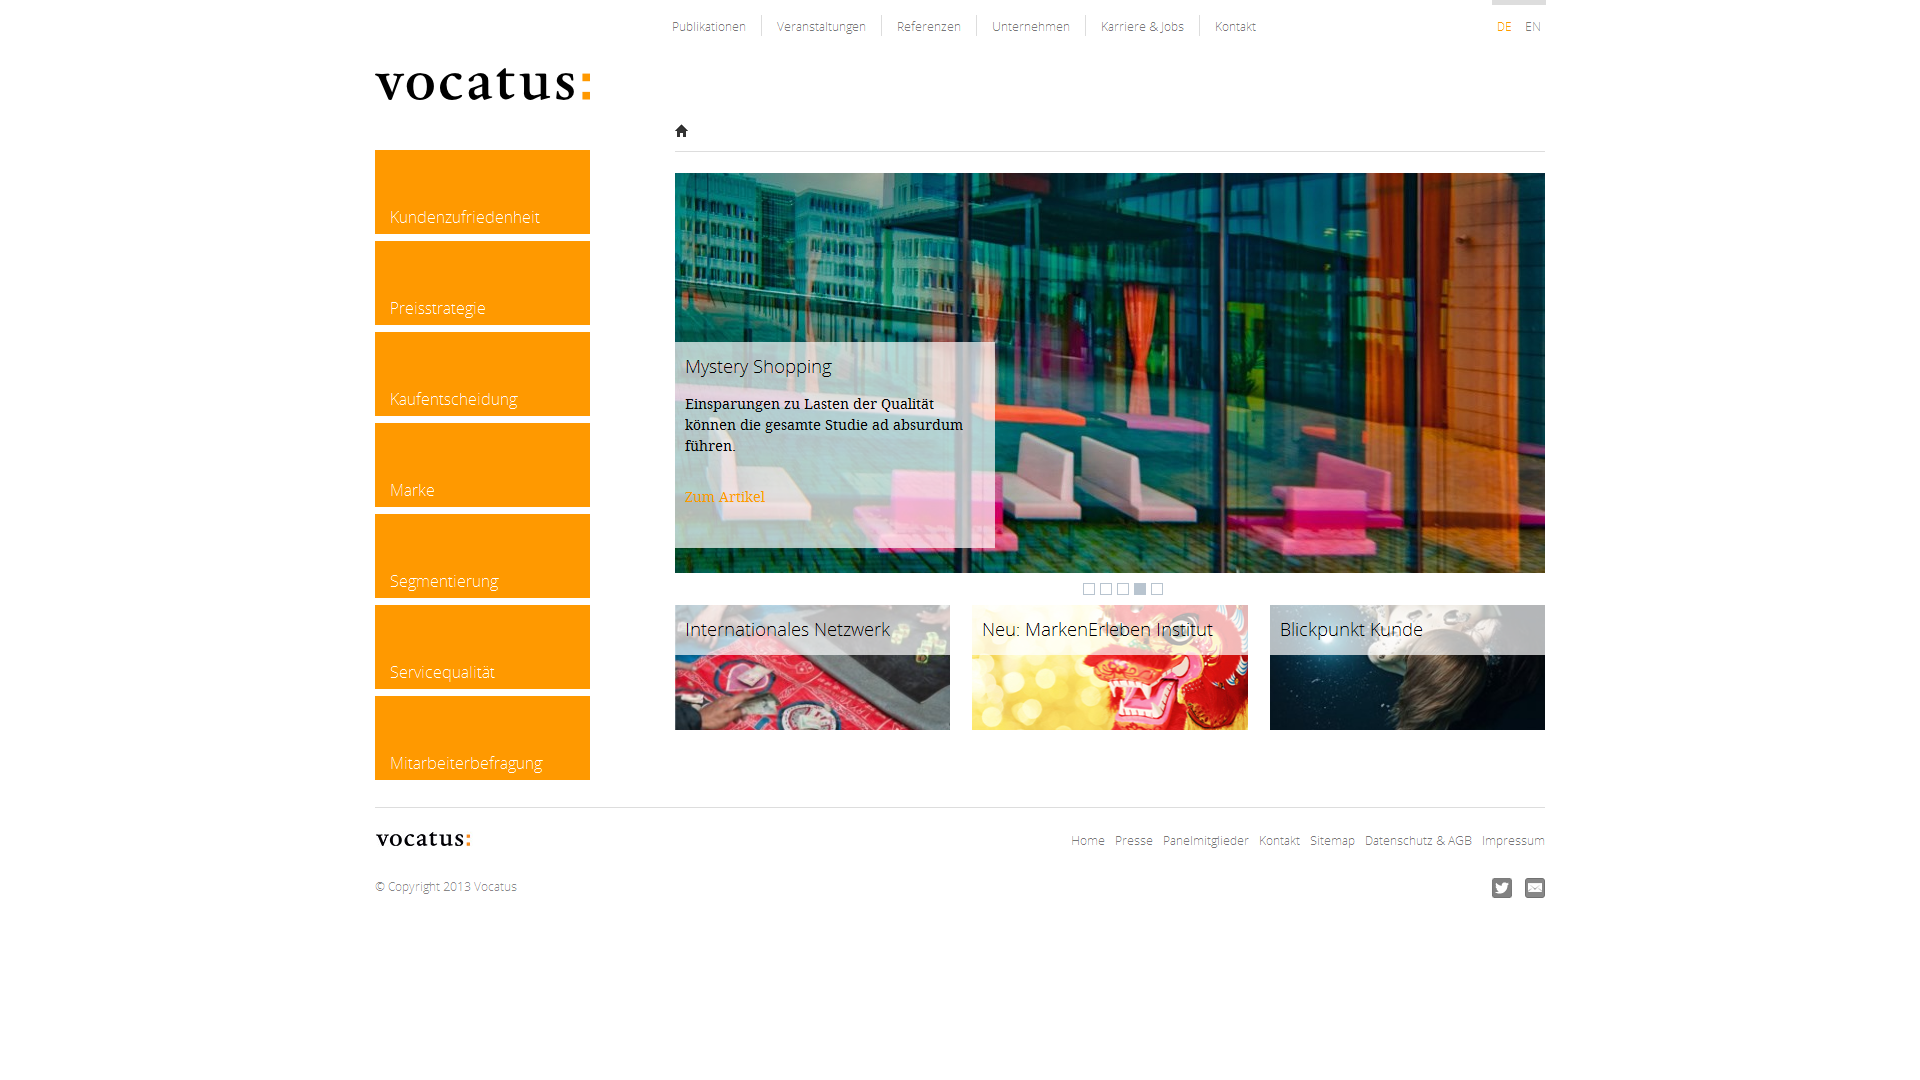 Publikationen
Veranstaltungen
Referenzen
Unternehmen
Karriere & Jobs
Kontakt
DE EN
vocatus:
Kundenzufriedenheit
Preisstrategie
Kaufentscheidung
Marke
Segmentierung
Servicequalität
Mitarbeiterbefragung
Mystery Shopping
Einsparungen zu Lasten der Qualität
können die gesamte Studie ad absurdum
führen.
Zum Artikel
Internationales Netzwerk
Neu: MarkenErleben Institut
Blickpunkt Kunde
vocatus:
Home Presse Panelmitglieder Kontakt Sitemap Datenschutz & AGB Impressum
© Copyright 2013 Vocatus